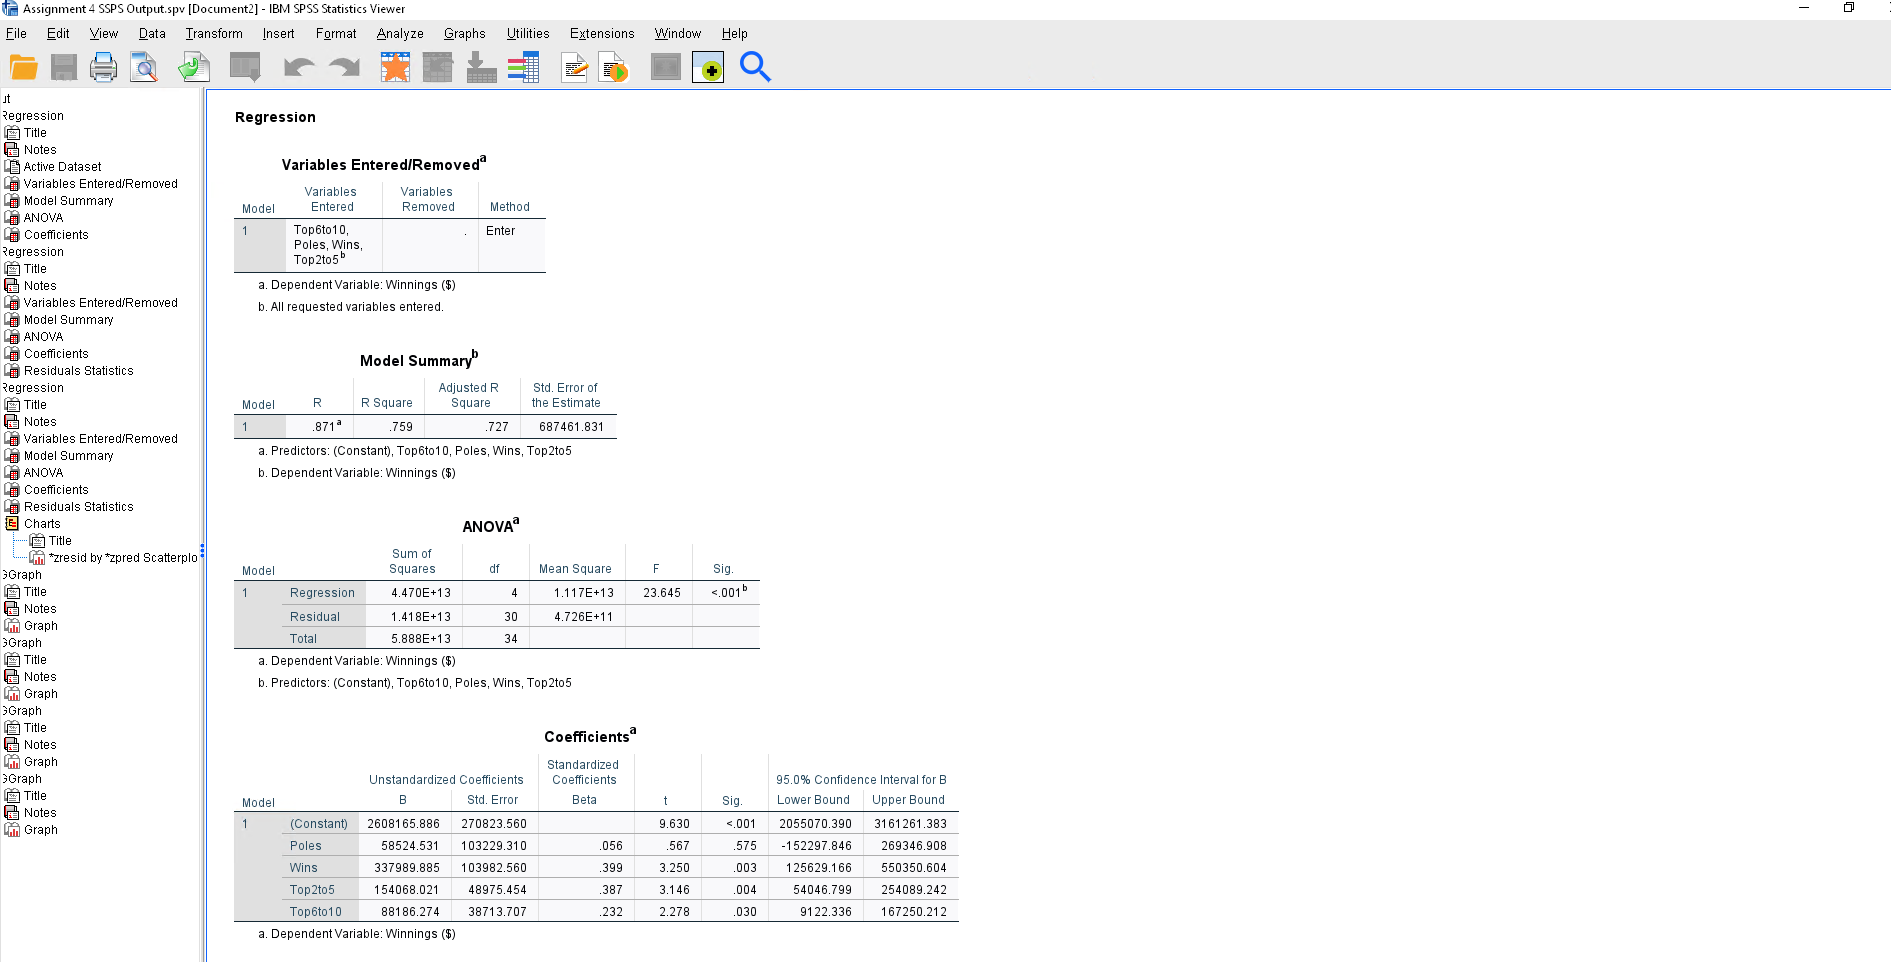 Assignment 4 SSPS Output.spv [Document2] - IBM SPSS Statistics Viewer
File Edit View Data Transform Insert Format Analyze Graphs Utilities Extensions Window Help
ut
Regression
Title
Notes
Active Dataset
Variables Entered/Removed
Model Summary
ANOVA
Coefficients
Regression
Title
Notes
Variables Entered/Removed
Model Summary
ANOVA
Coefficients
Residuals Statistics
Regression
Title
Notes
Variables Entered/Removed
Model Summary
ANOVA
Coefficients
Residuals Statistics
Charts
Title
*zresid by *zpred Scatterplo
GGraph
Title
Notes
Graph
GGraph
Title
Notes
Graph
GGraph
Title
Notes
Graph
GGraph
Title
Notes
Graph
Regression
Variables Entered/Removed a
Variables Variables
Model Entered Removed Method
1 Top6to10, . Enter
Poles, Wins,
Top2to5 b
a. Dependent Variable: Winnings ($)
b. All requested variables entered.
Model Summary b
Adjusted R Std. Error of
Model R R Square Square the Estimate
1 .871 a .759 .727 687461.831
a. Predictors: (Constant), Top6to10, Poles, Wins, Top2to5
b. Dependent Variable: Winnings ($)
ANOVA a
Sum of
Model Squares df Mean Square F Sig.
1 Regression 4.470E+13 4 1.117E+13 23.645 <.001 b
Residual 1.418E+13 30 4.726E+11
Total 5.888E+13 34
a. Dependent Variable: Winnings ($)
b. Predictors: (Constant), Top6to10, Poles, Wins, Top2to5
Coefficients a
Standardized
Unstandardized Coefficients Coefficients 95.0% Confidence Interval for B
Model B Std. Error Beta t Sig. Lower Bound Upper Bound
1 (Constant) 2608165.886 270823.560 9.630 <.001 2055070.390 3161261.383
Poles 58524.531 103229.310 .056 .567 .575 -152297.846 269346.908
Wins 337989.885 103982.560 .399 3.250 .003 125629.166 550350.604
Top2to5 154068.021 48975.454 .387 3.146 .004 54046.799 254089.242
Top6to10 88186.274 38713.707 .232 2.278 .030 9122.336 167250.212
a. Dependent Variable: Winnings ($)